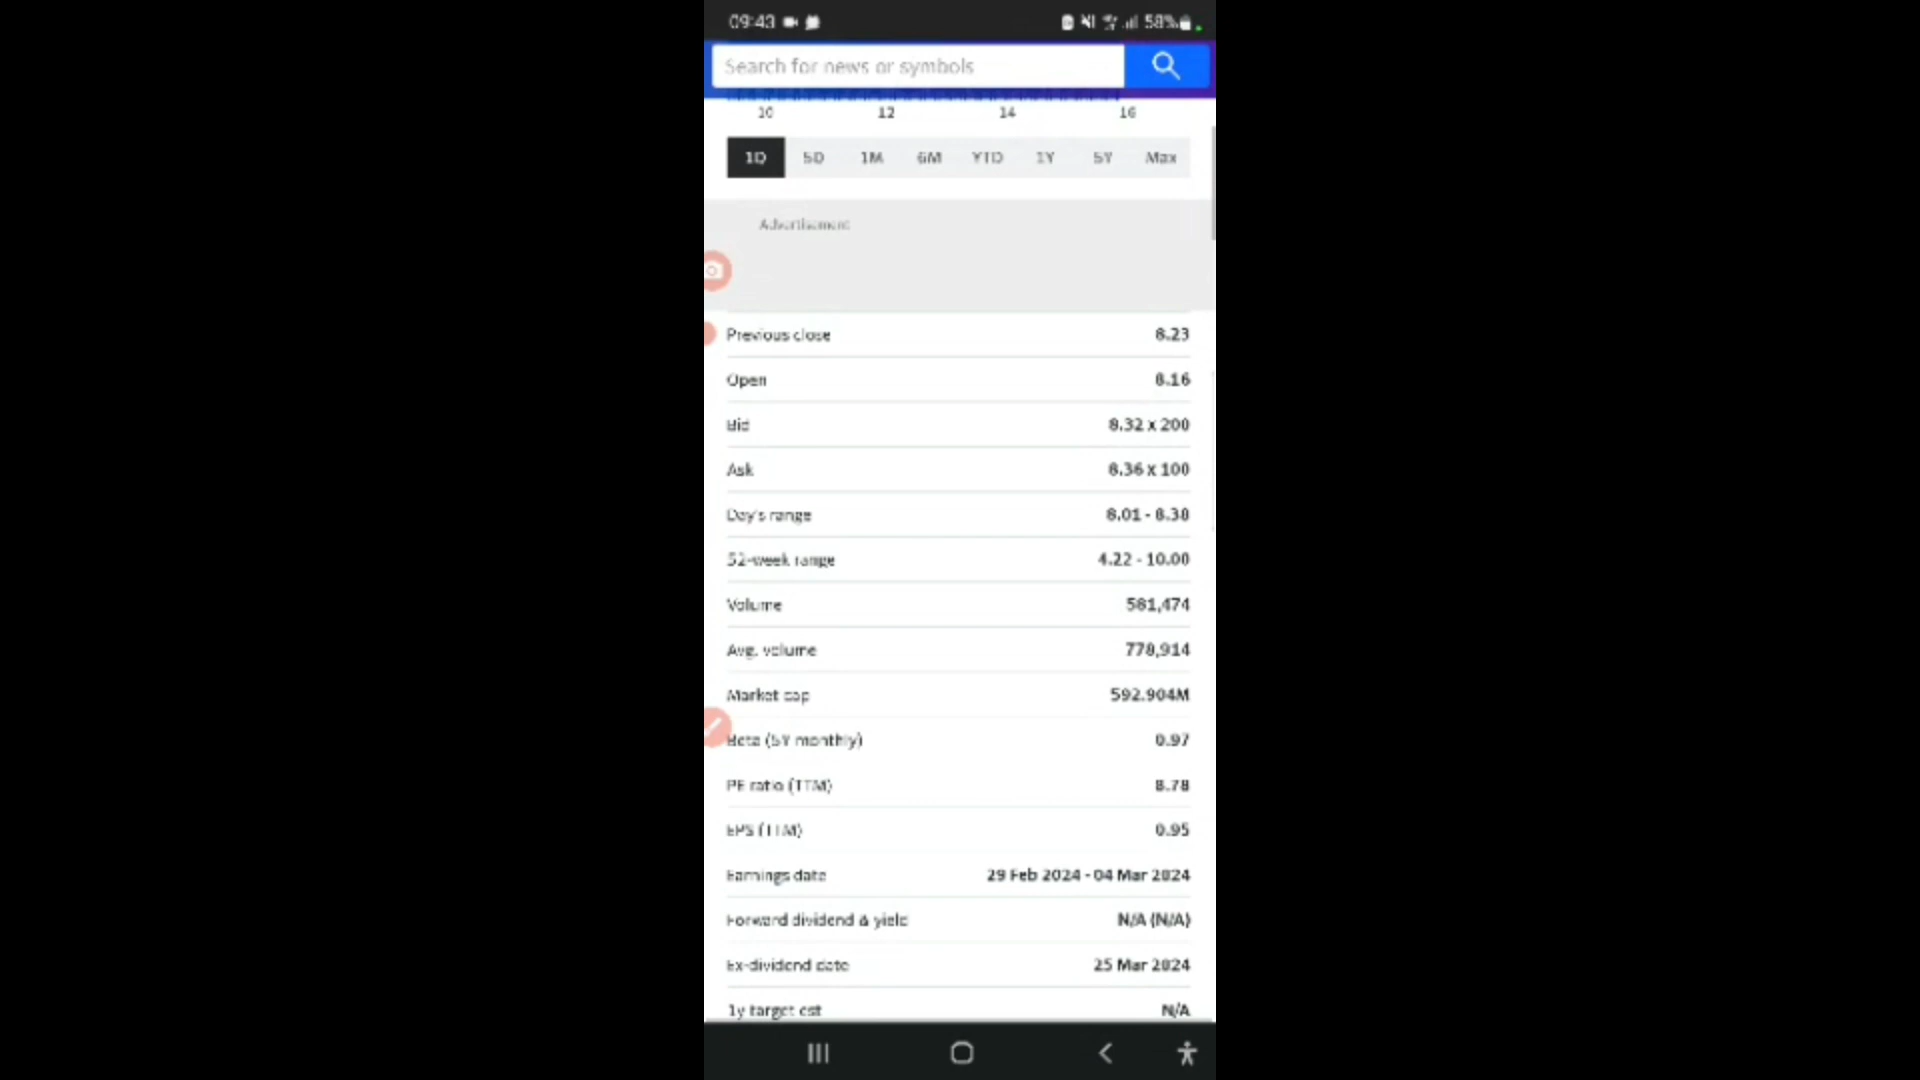 09:43 58%
Search for news or symbols
10 12 14 16
1D 5D 1M 6M YTD 1Y 5Y Max
Advertisement
Previous close 8.23
Open 8.16
Bid 8.32 x 200
Ask 8.36 x 100
Day's range 8.01 - 8.38
52-week range 4.22 - 10.00
Volume 581,474
Avg. volume 778,914
Market cap 592.904M
Beta (5Y monthly) 0.97
PE ratio (TTM) 8.78
EPS (TTM) 0.95
Earnings date 29 Feb 2024 - 04 Mar 2024
Forward dividend & yield N/A (N/A)
Ex-dividend date 25 Mar 2024
1y target est N/A